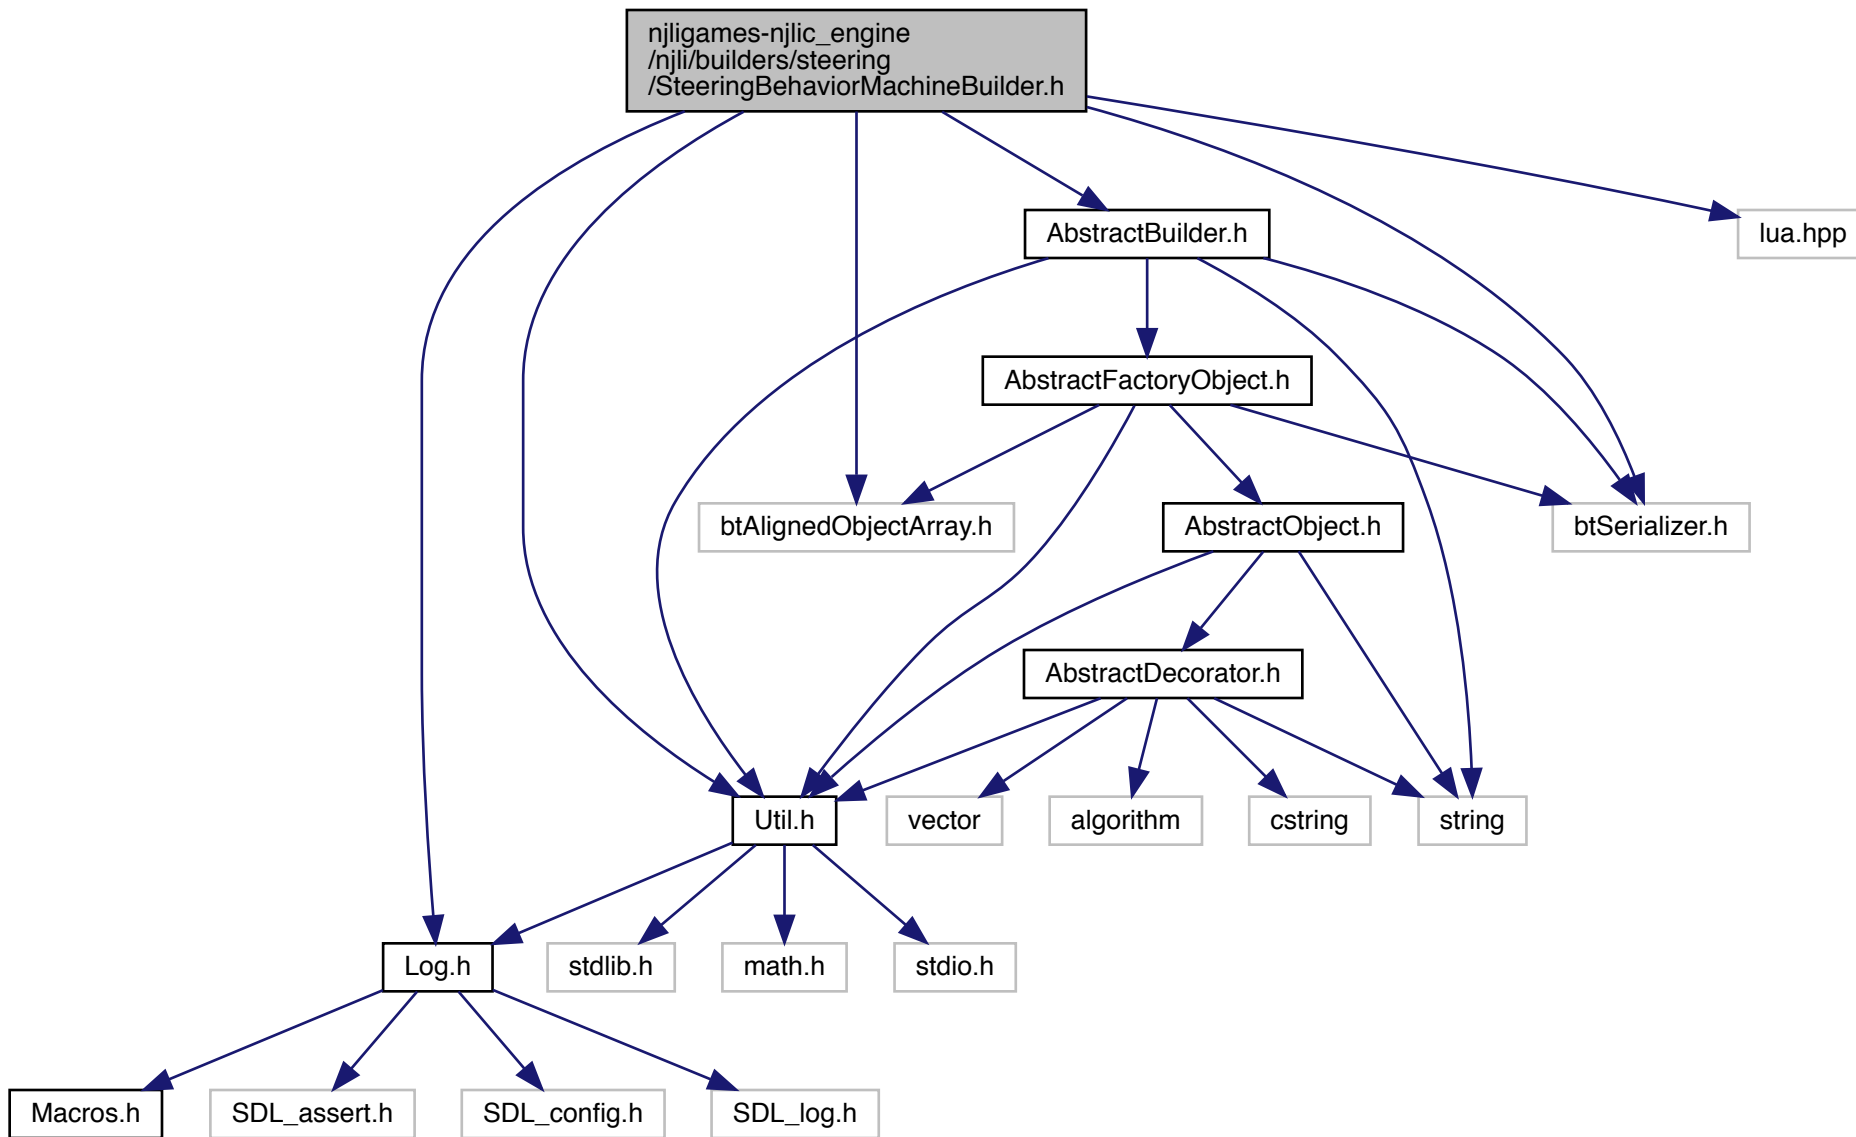 njligames-njlic_engine
/njli/builders/steering
/SteeringBehaviorMachineBuilder.h
AbstractBuilder.h
lua.hpp
AbstractFactoryObject.h
btAlignedObjectArray.h
AbstractObject.h
btSerializer.h
AbstractDecorator.h
Util.h
vector
algorithm
cstring
string
Log.h
stdlib.h
math.h
stdio.h
Macros.h
SDL_assert.h
SDL_config.h
SDL_log.h